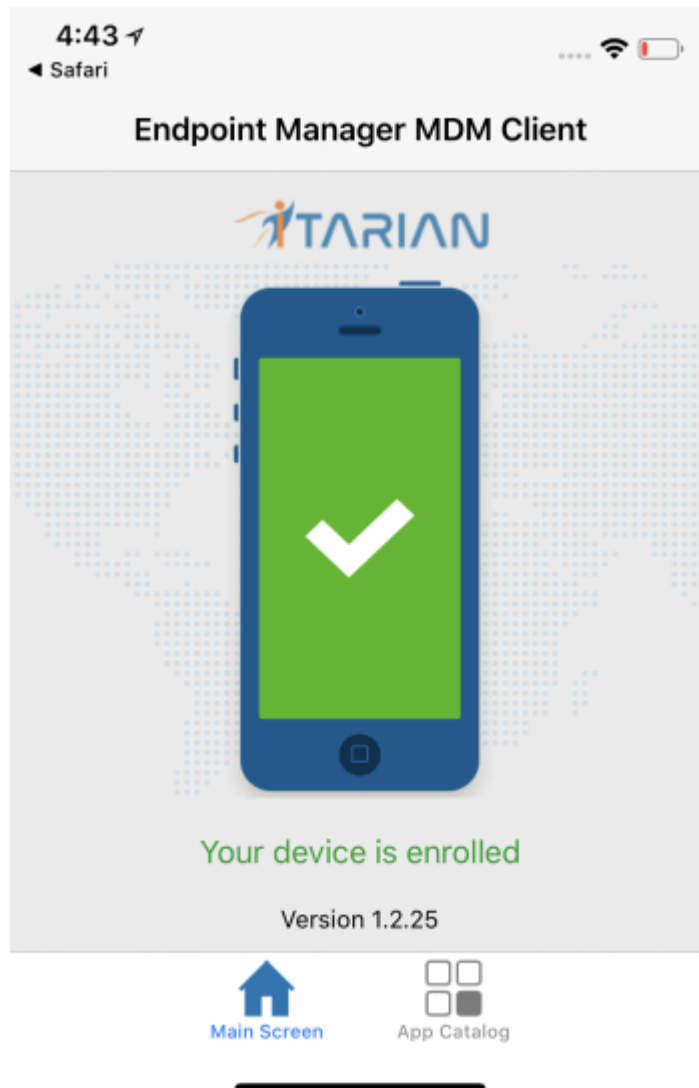 4:43
Safari
Endpoint Manager MDM Client
iTARIAN
Your device is enrolled
Version 1.2.25
Main Screen
App Catalog